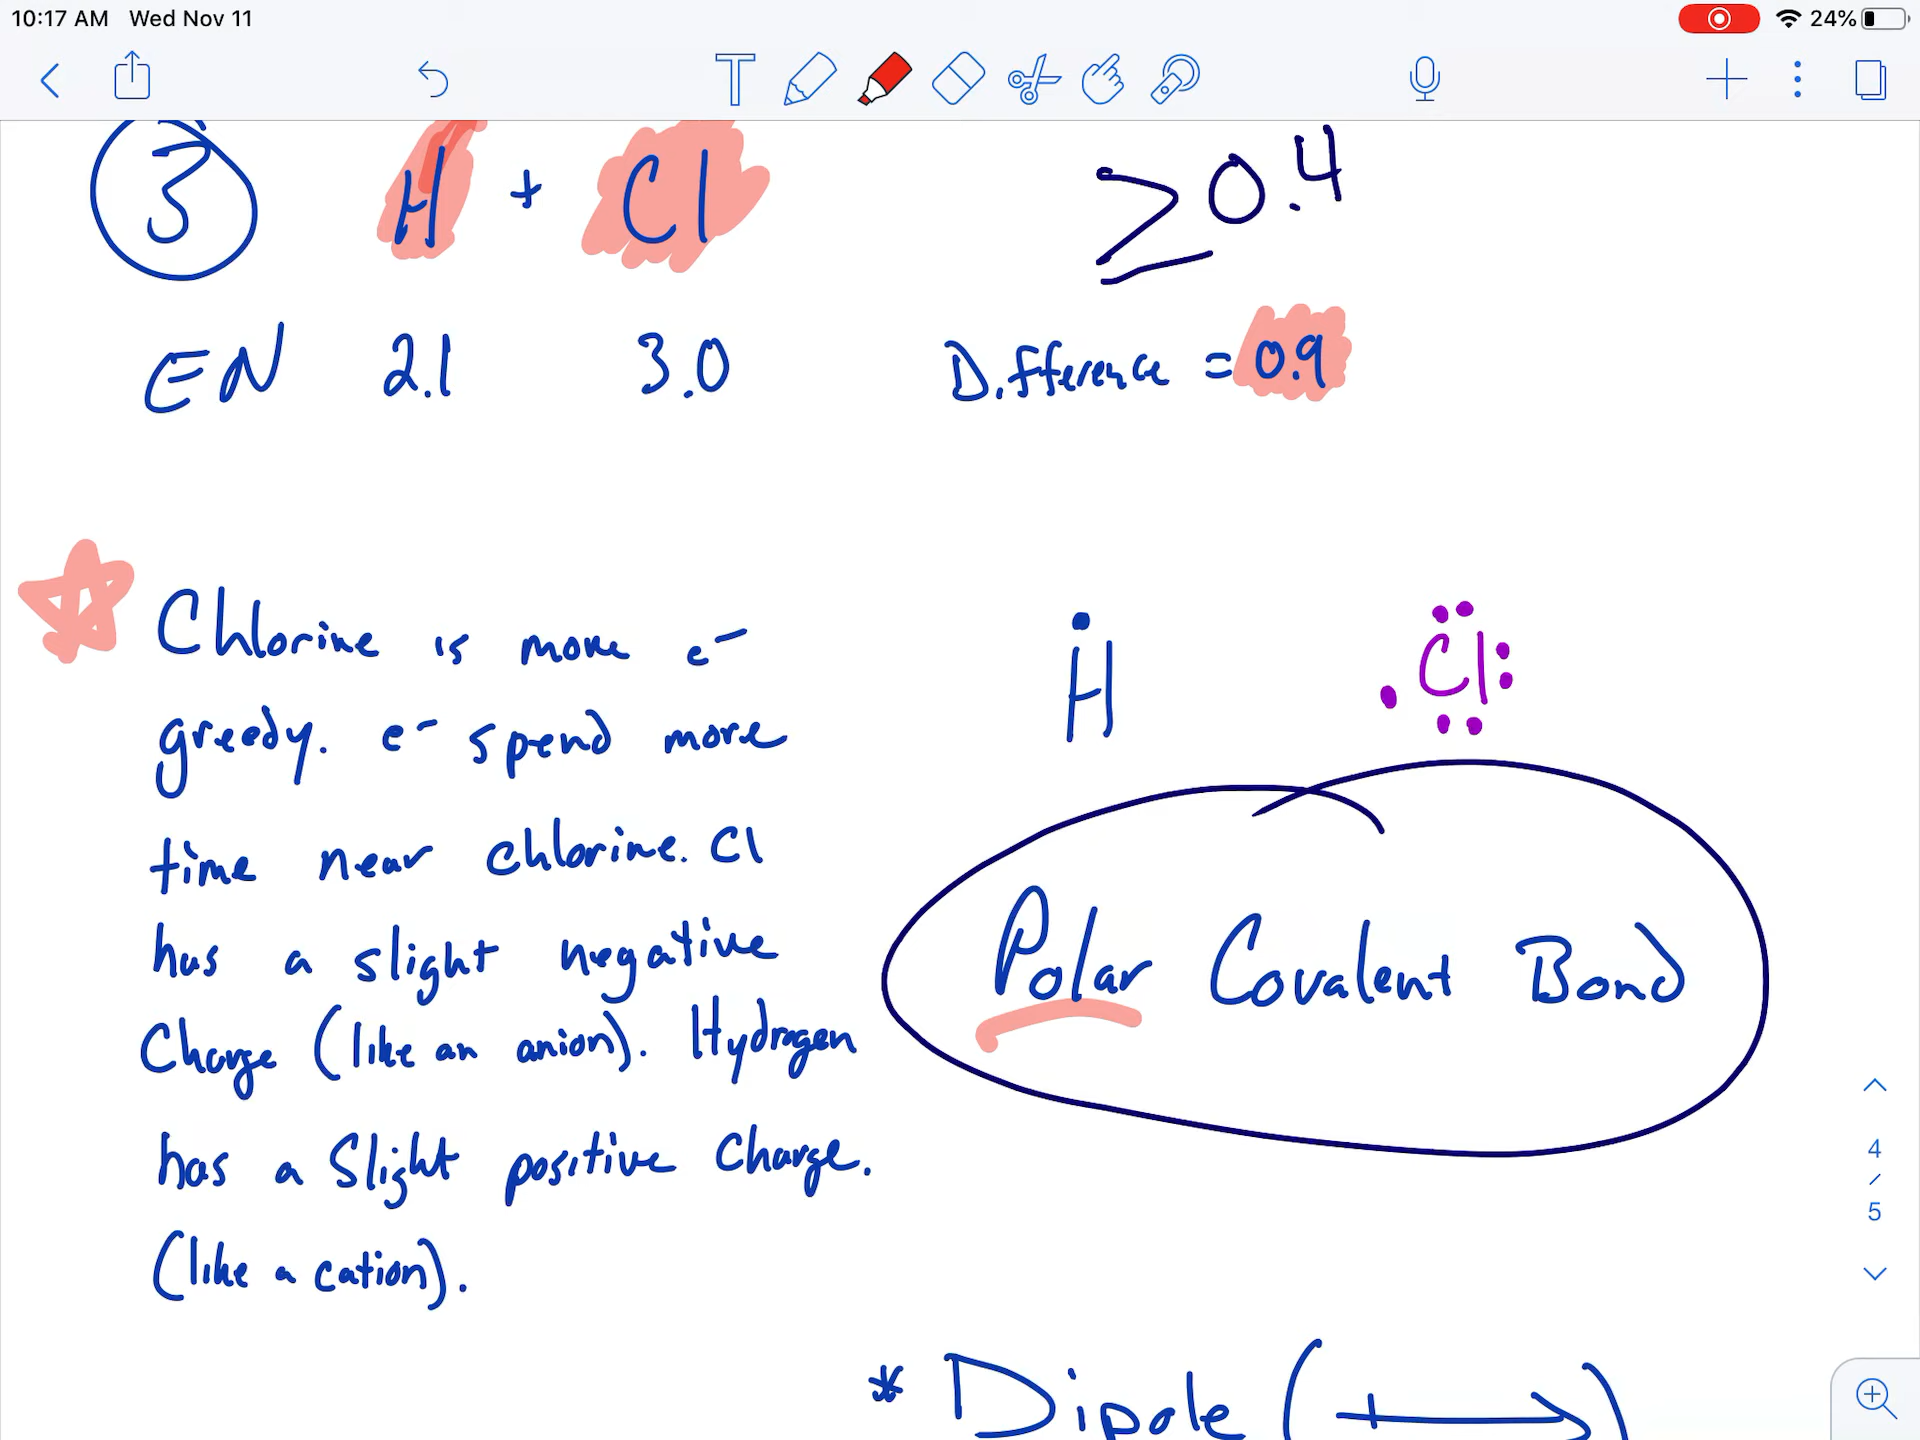 10:17 AM Wed Nov 11 24%
3 H + Cl ≥0.4
EN 2.1 3.0 Difference = 0.9
Chlorine is more e⁻
greedy. e⁻ spend more
time near chlorine. Cl
has a slight negative
Charge (like an anion). Hydrogen
has a Slight positive Charge.
(like a cation).
H Cl
Polar Covalent Bond
4
/
5
* Dipole (⟼)